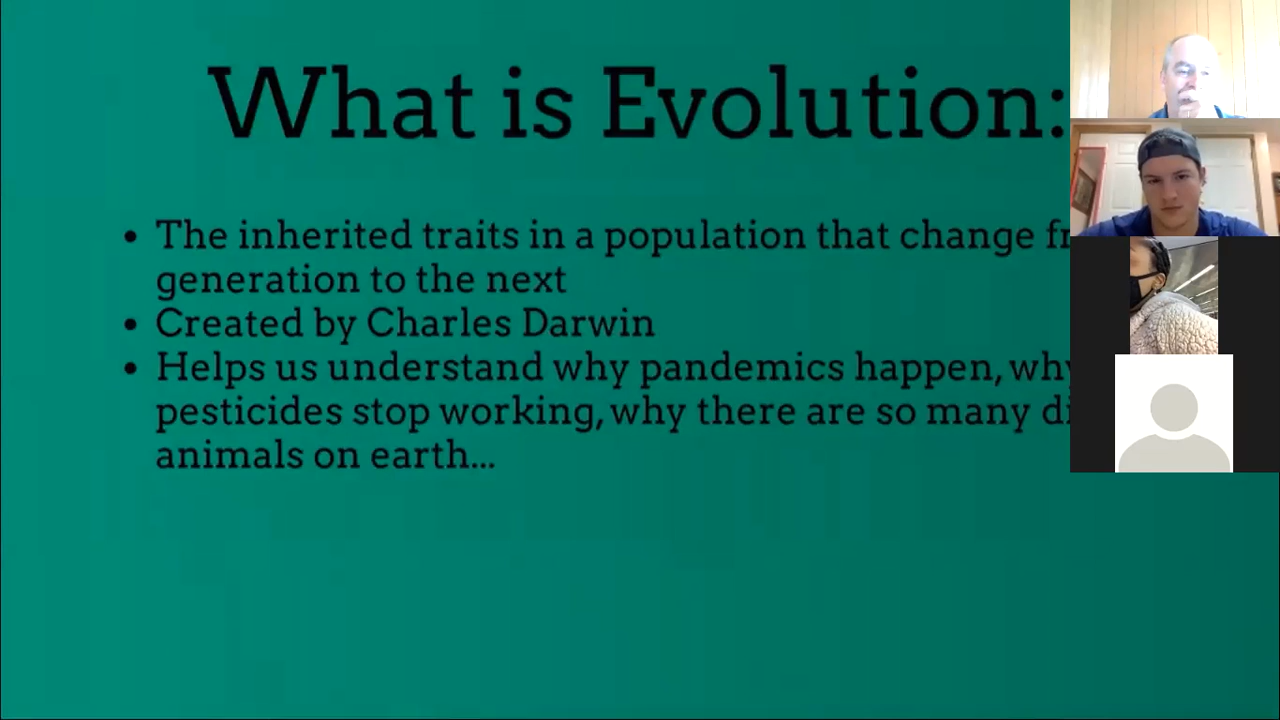 What is Evolution:
• The inherited traits in a population that change
generation to the next
• Created by Charles Darwin
• Helps us understand why pandemics happen, why
pesticides stop working, why there are so many
animals on earth...